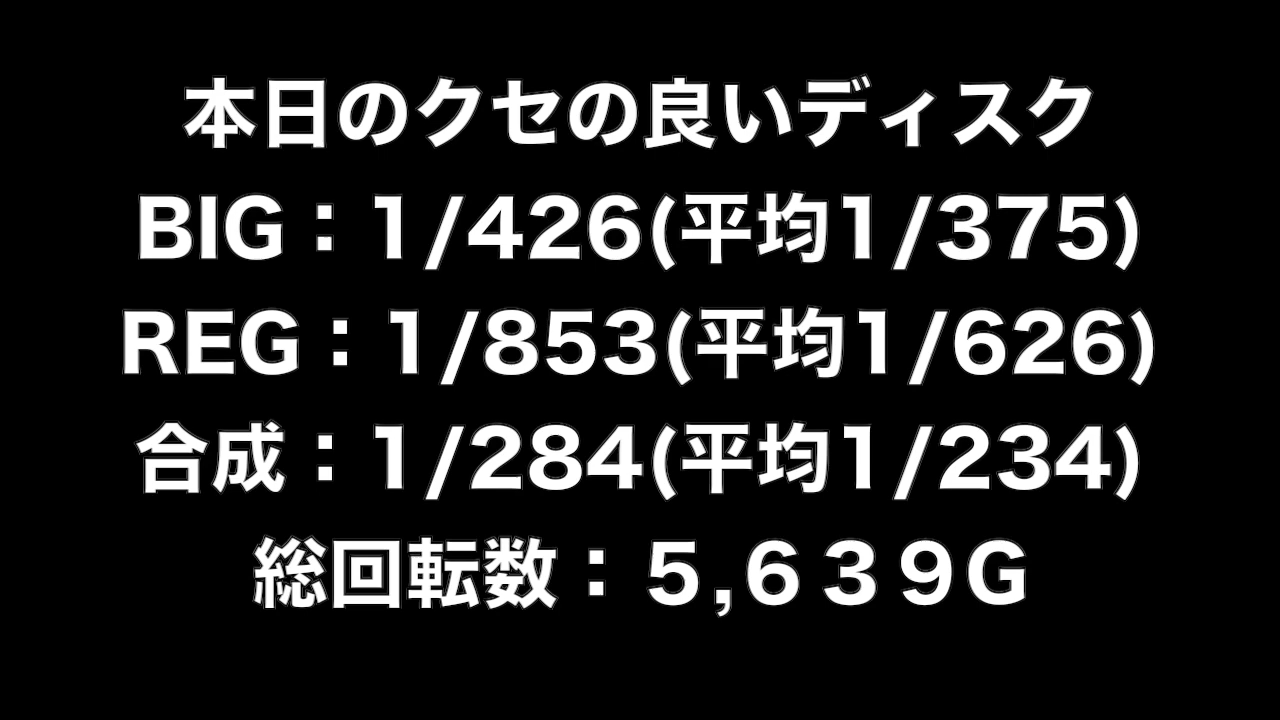 本日のクセの良いディスク
BIG：1/426(平均1/375)
REG：1/853(平均1/626)
合成：1/284(平均1/234)
総回転数：５,６３９G